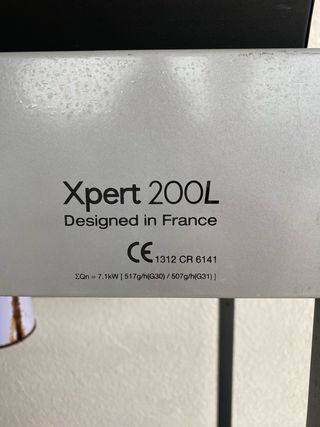 Xpert 200L
Designed in France
CE 1312 CR 6141
ΣQn = 7.1kW [ 517g/h(G30) / 507g/h(G31) ]